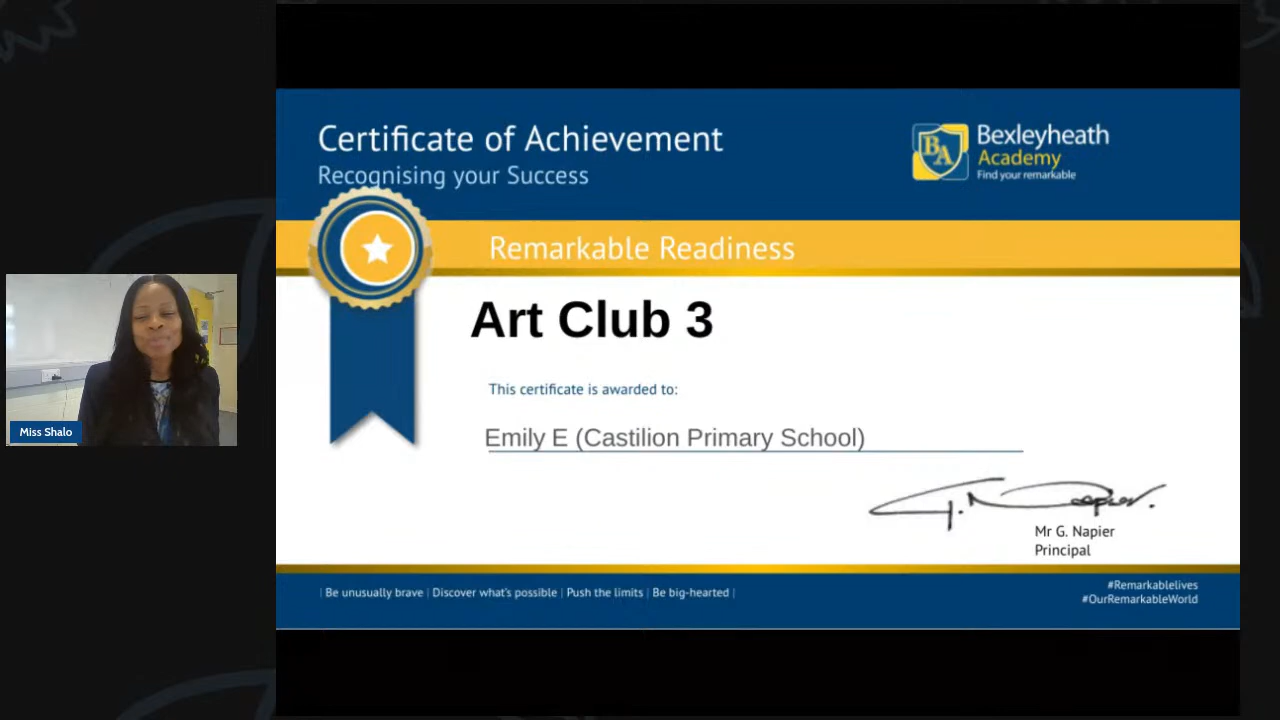 Certificate of Achievement
Recognising your Success
BA
Bexleyheath
Academy
Find your remarkable
Remarkable Readiness
Art Club 3
This certificate is awarded to:
Emily E (Castilion Primary School)
Miss Shalo
G. Napier.
Mr G. Napier
Principal
| Be unusually brave | Discover what's possible | Push the limits | Be big-hearted |
#Remarkablelives
#OurRemarkableWorld